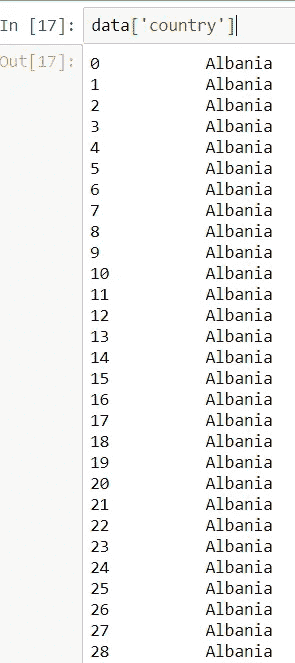 In [17]: data['country']
Out[17]:
0 Albania
1 Albania
2 Albania
3 Albania
4 Albania
5 Albania
6 Albania
7 Albania
8 Albania
9 Albania
10 Albania
11 Albania
12 Albania
13 Albania
14 Albania
15 Albania
16 Albania
17 Albania
18 Albania
19 Albania
20 Albania
21 Albania
22 Albania
23 Albania
24 Albania
25 Albania
26 Albania
27 Albania
28 Albania